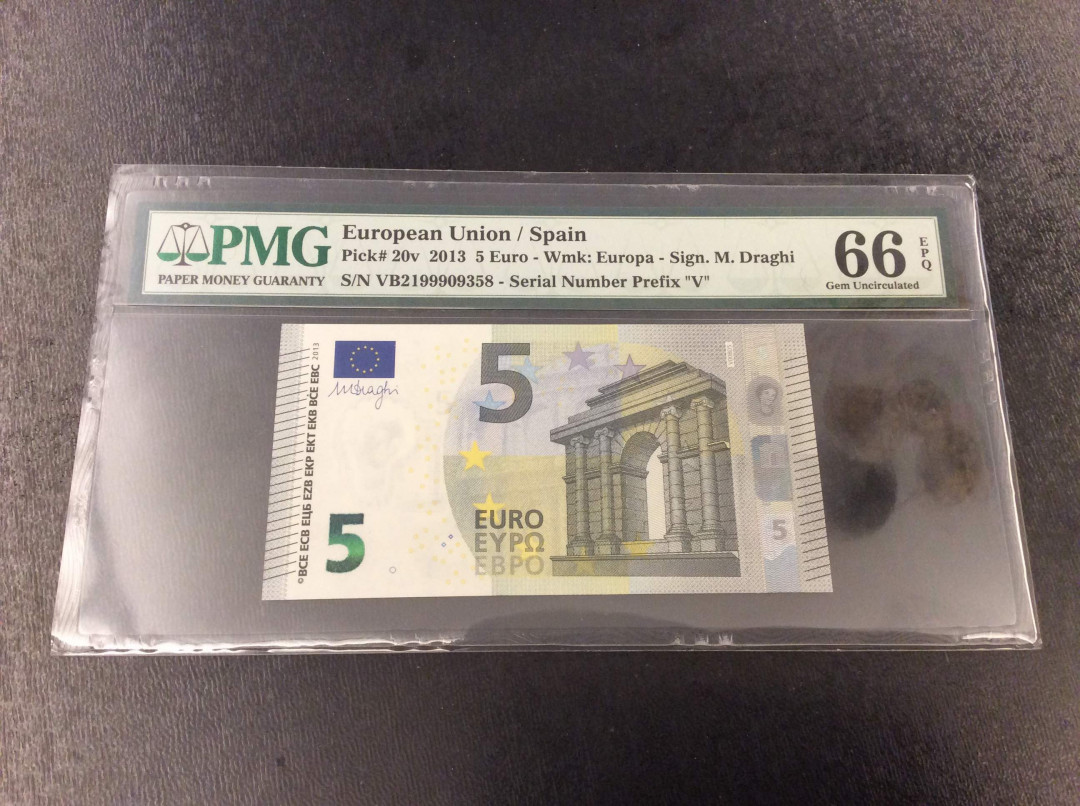 PMG
PAPER MONEY GUARANTY
European Union / Spain
Pick# 20v 2013 5 Euro - Wmk: Europa - Sign. M. Draghi
S/N VB2199909358 - Serial Number Prefix "V"
66
EPQ
Gem Uncirculated
©BCE ECB ЕЦБ EZB EKP EKT EKB BĊE EBC 2013
M Draghi
5
5
EURO
ΕΥΡΩ
ЕВРО
5